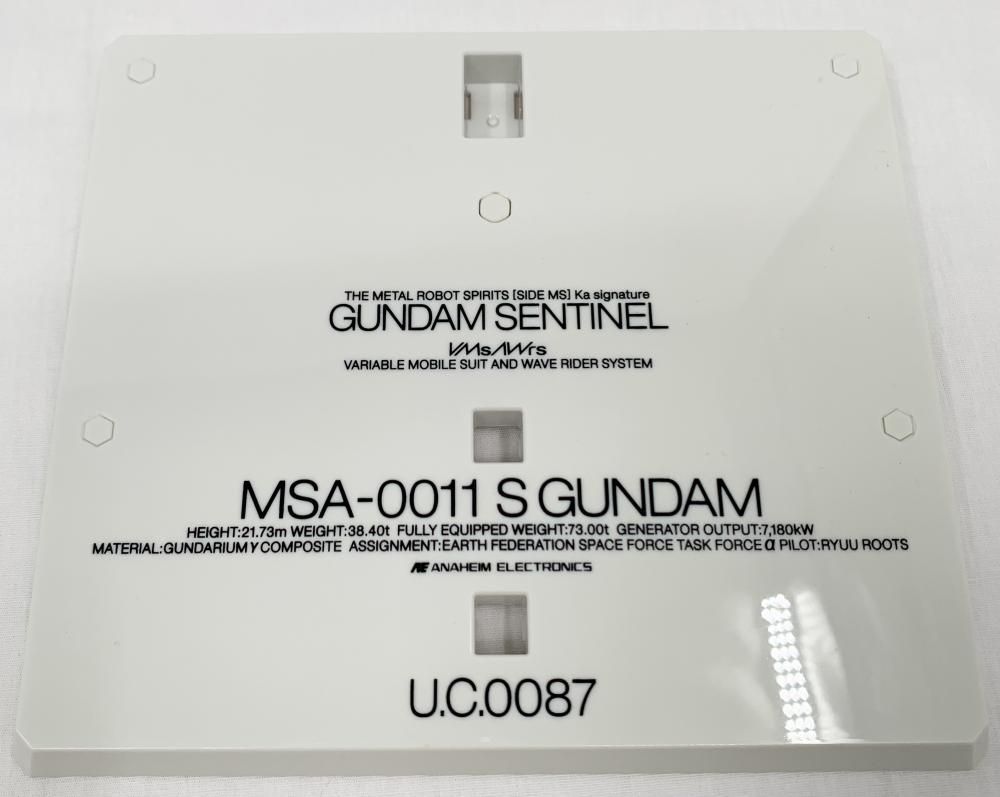 THE METAL ROBOT SPIRITS [SIDE MS] Ka signature
GUNDAM SENTINEL
VMsAWrs
VARIABLE MOBILE SUIT AND WAVE RIDER SYSTEM
MSA-0011 S GUNDAM
HEIGHT:21.73m WEIGHT:38.40t FULLY EQUIPPED WEIGHT:73.00t GENERATOR OUTPUT:7,180kW
MATERIAL:GUNDARIUM γ COMPOSITE ASSIGNMENT:EARTH FEDERATION SPACE FORCE TASK FORCE α PILOT:RYUU ROOTS
AE ANAHEIM ELECTRONICS
U.C.0087